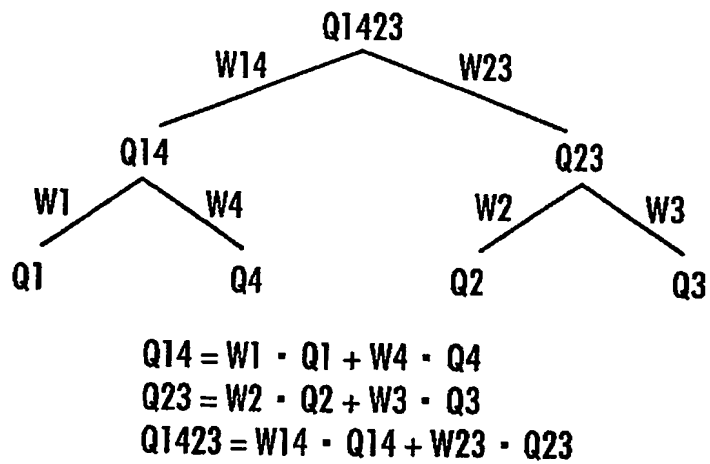 Q1423
W14 W23
Q14 Q23
W1 W4 W2 W3
Q1 Q4 Q2 Q3
Q14 = W1 · Q1 + W4 · Q4
Q23 = W2 · Q2 + W3 · Q3
Q1423 = W14 · Q14 + W23 · Q23